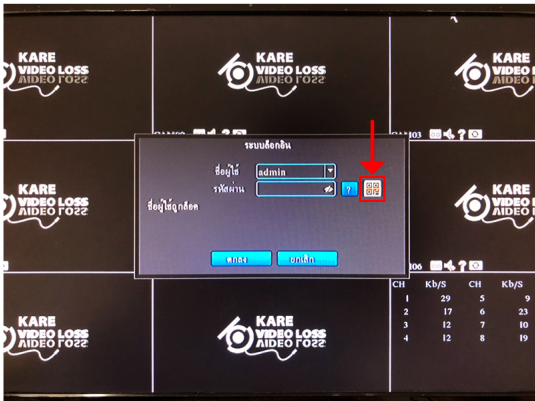 KARE
VIDEO LOSS
KARE
VIDEO LOSS
KARE
VIDEO LOSS
CAM03
ระบบล็อกอิน
ชื่อผู้ใช้ admin
รหัสผ่าน ?
ชื่อผู้ใช้ถูกล็อค
ตกลง ยกเลิก
KARE
VIDEO LOSS
KARE
VIDEO
KARE
VIDEO LOSS
KARE
VIDEO LOSS
CH Kb/S CH Kb/S
1 29 5 9
2 17 6 23
3 12 7 10
4 12 8 19